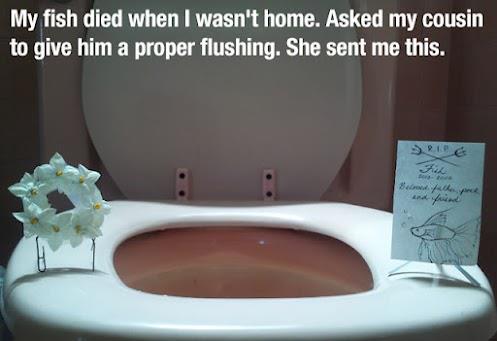 My fish died when I wasn't home. Asked my cousin
to give him a proper flushing. She sent me this.
R.I.P
Fish
Beloved father, pork
and friend